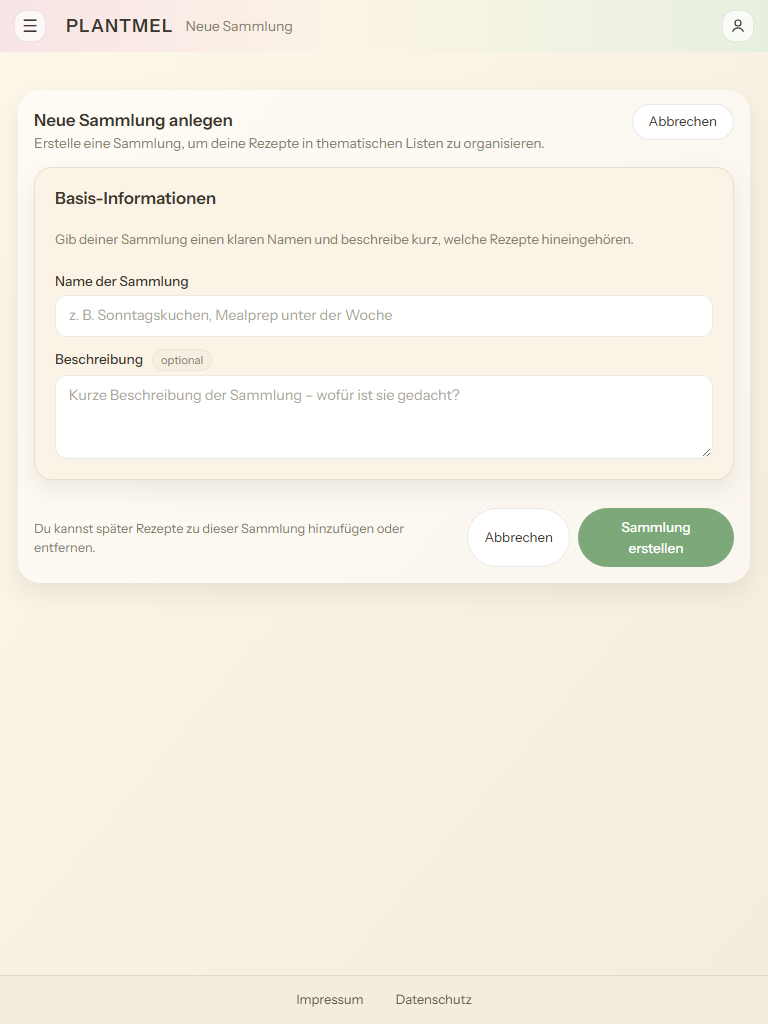 PLANTMEL Neue Sammlung
Neue Sammlung anlegen
Abbrechen
Erstelle eine Sammlung, um deine Rezepte in thematischen Listen zu organisieren.
Basis-Informationen
Gib deiner Sammlung einen klaren Namen und beschreibe kurz, welche Rezepte hineingehören.
Name der Sammlung
z. B. Sonntagskuchen, Mealprep unter der Woche
Beschreibung optional
Kurze Beschreibung der Sammlung – wofür ist sie gedacht?
Du kannst später Rezepte zu dieser Sammlung hinzufügen oder
entfernen.
Abbrechen
Sammlung
erstellen
Impressum Datenschutz